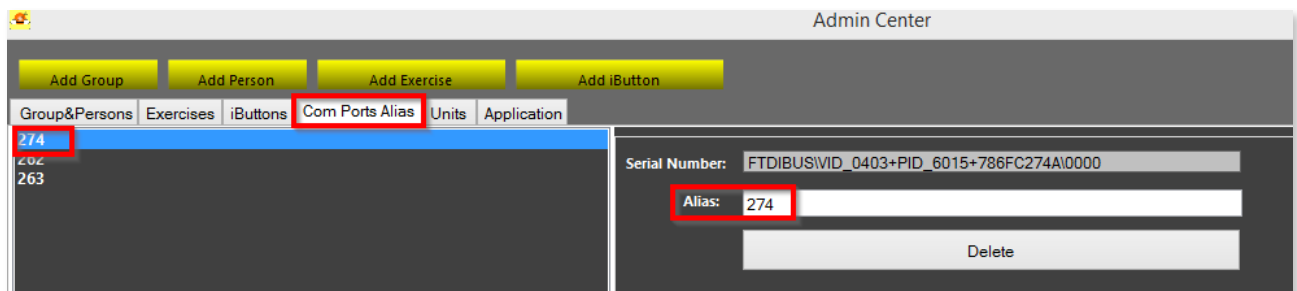 Admin Center
Add Group Add Person Add Exercise Add iButton
Group&Persons Exercises iButtons Com Ports Alias Units Application
274
262
263
Serial Number: FTDIBUS\VID_0403+PID_6015+786FC274A\0000
Alias: 274
Delete